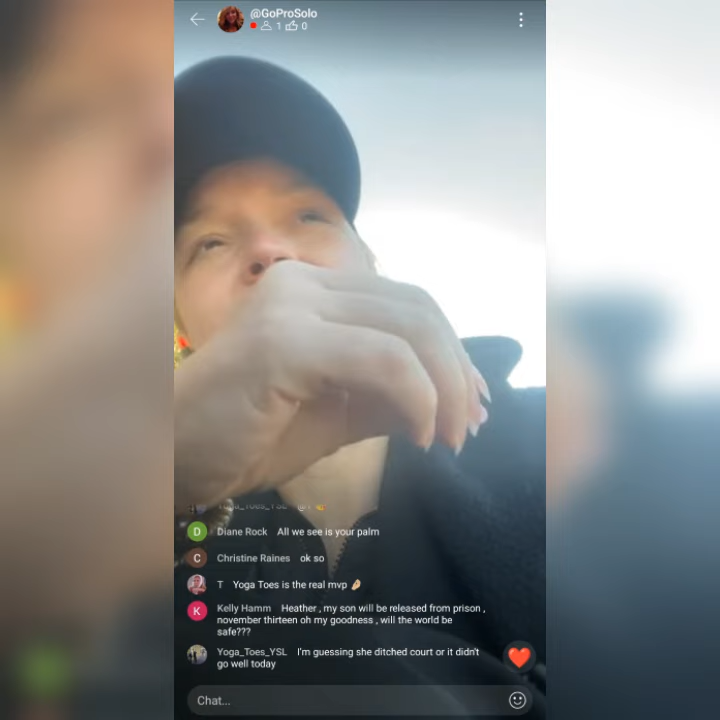 @GoProSolo
1 0
Diane Rock All we see is your palm
Christine Raines ok so
T Yoga Toes is the real mvp 🤌🏻
Kelly Hamm Heather , my son will be released from prison ,
november thirteen oh my goodness , will the world be
safe???
Yoga_Toes_YSL I'm guessing she ditched court or it didn't
go well today
Chat...